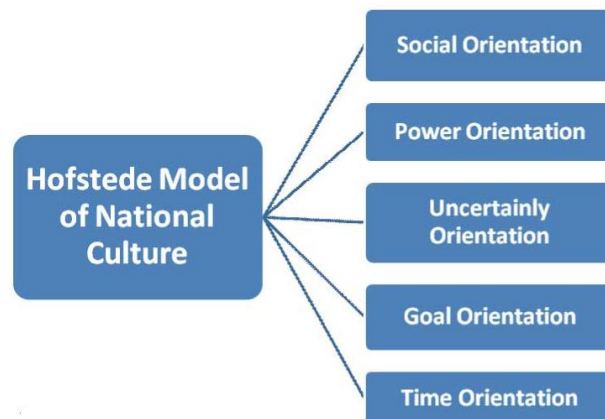 Hofstede Model
of National
Culture
Social Orientation
Power Orientation
Uncertainly
Orientation
Goal Orientation
Time Orientation